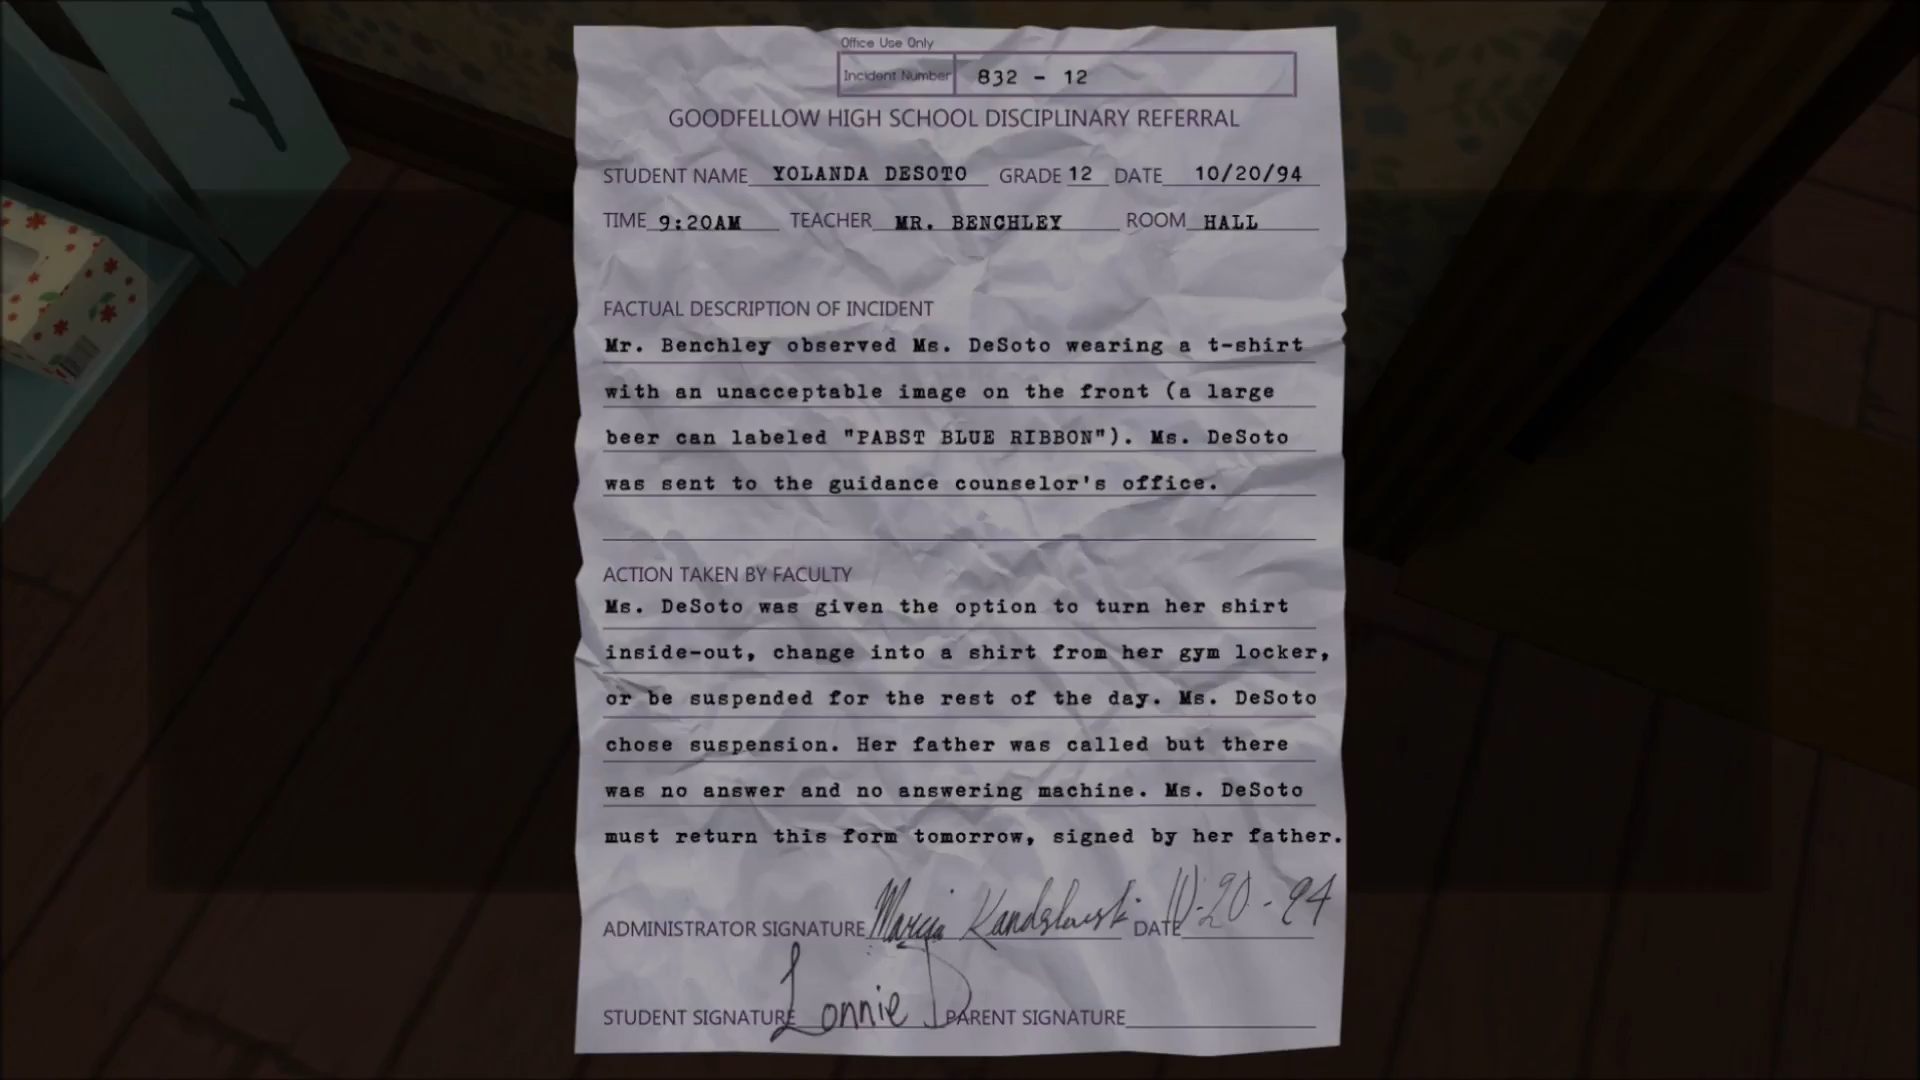 Office Use Only
Incident Number 832 - 12
GOODFELLOW HIGH SCHOOL DISCIPLINARY REFERRAL
STUDENT NAME YOLANDA DESOTO GRADE 12 DATE 10/20/94
TIME 9:20AM TEACHER MR. BENCHLEY ROOM HALL
FACTUAL DESCRIPTION OF INCIDENT
Mr. Benchley observed Ms. DeSoto wearing a t-shirt
with an unacceptable image on the front (a large
beer can labeled "PABST BLUE RIBBON"). Ms. DeSoto
was sent to the guidance counselor's office.
ACTION TAKEN BY FACULTY
Ms. DeSoto was given the option to turn her shirt
inside-out, change into a shirt from her gym locker,
or be suspended for the rest of the day. Ms. DeSoto
chose suspension. Her father was called but there
was no answer and no answering machine. Ms. DeSoto
must return this form tomorrow, signed by her father.
ADMINISTRATOR SIGNATURE DATE 10-20-94
STUDENT SIGNATURE Lonnie D PARENT SIGNATURE